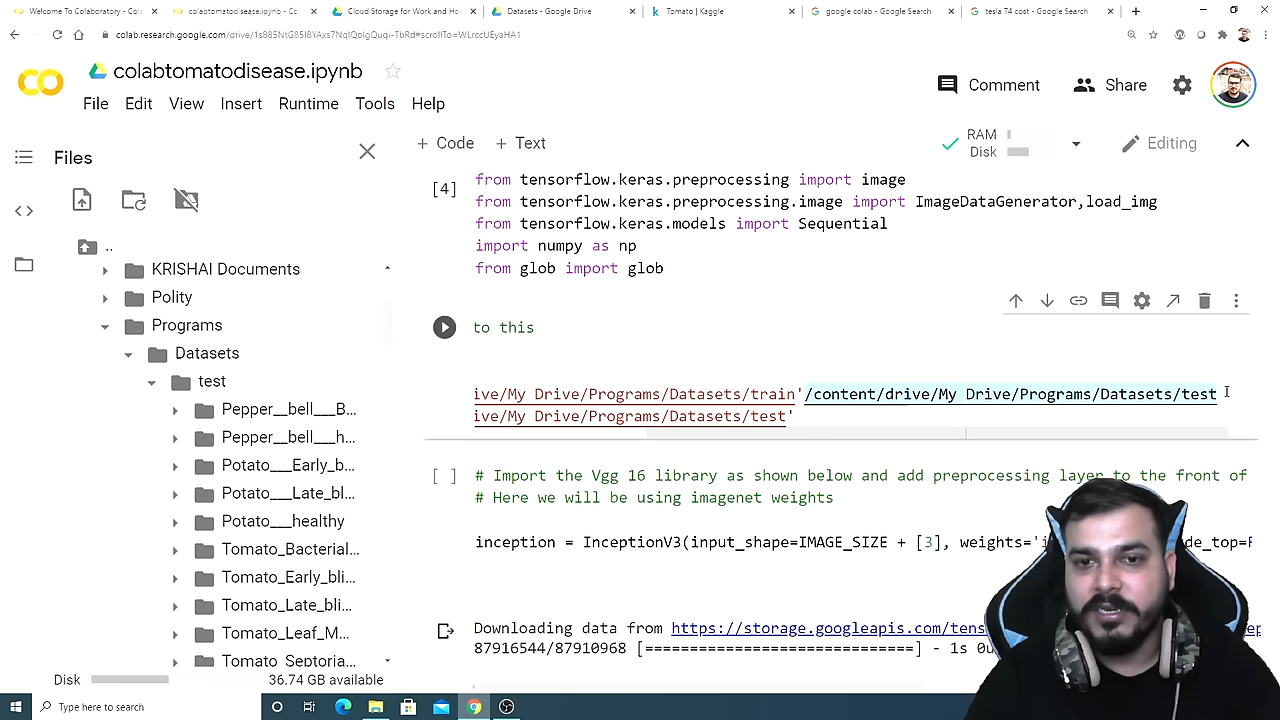 Welcome To Colaboratory - Cola
colabtomatodisease.ipynb - Co
Cloud Storage for Work and Ho
Datasets - Google Drive
Tomato | Kaggle
google colab - Google Search
tesla T4 cost - Google Search
colabtomatodisease.ipynb
File Edit View Insert Runtime Tools Help
Comment Share
Files
+ Code + Text
RAM
Disk
Editing
..
KRISHAI Documents
Polity
Programs
Datasets
test
Pepper__bell___B...
Pepper__bell___h...
Potato___Early_b...
Potato___Late_bl...
Potato___healthy
Tomato_Bacterial...
Tomato_Early_bli...
Tomato_Late_bli...
Tomato_Leaf_M...
Tomato_Septoria...
Disk 36.74 GB available
[4]
from tensorflow.keras.preprocessing import image
from tensorflow.keras.preprocessing.image import ImageDataGenerator,load_img
from tensorflow.keras.models import Sequential
import numpy as np
from glob import glob
to this
ive/My Drive/Programs/Datasets/train'/content/drive/My Drive/Programs/Datasets/test
ive/My Drive/Programs/Datasets/test'
[ ]
# Import the Vgg 16 library as shown below and add preprocessing layer to the front of
# Here we will be using imagenet weights
inception = InceptionV3(input_shape=IMAGE_SIZE + [3], weights='i de_top=F
Downloading data from https://storage.googleapis.com/tens
87916544/87910968 [==============================] - 1s 0u
Type here to search